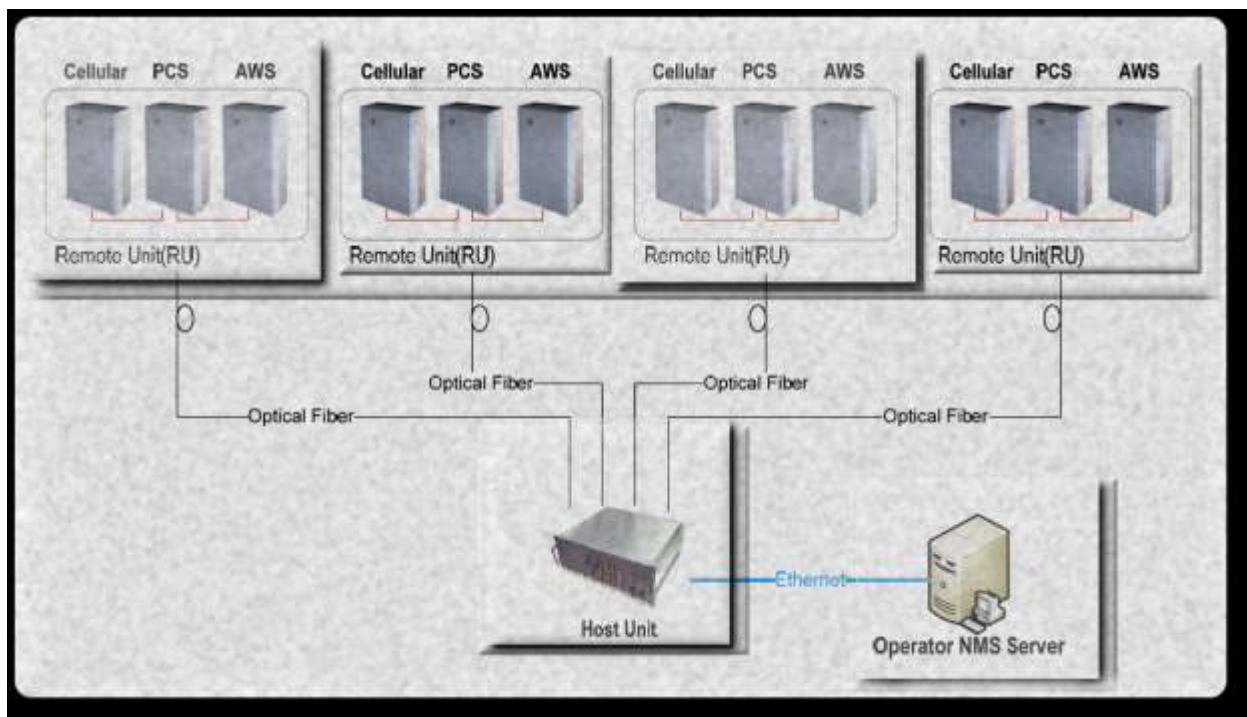 Cellular PCS AWS
Cellular PCS AWS
Cellular PCS AWS
Cellular PCS AWS
Remote Unit(RU)
Remote Unit(RU)
Remote Unit(RU)
Remote Unit(RU)
Optical Fiber
Optical Fiber
Optical Fiber
Optical Fiber
Ethernet
Host Unit
Operator NMS Server